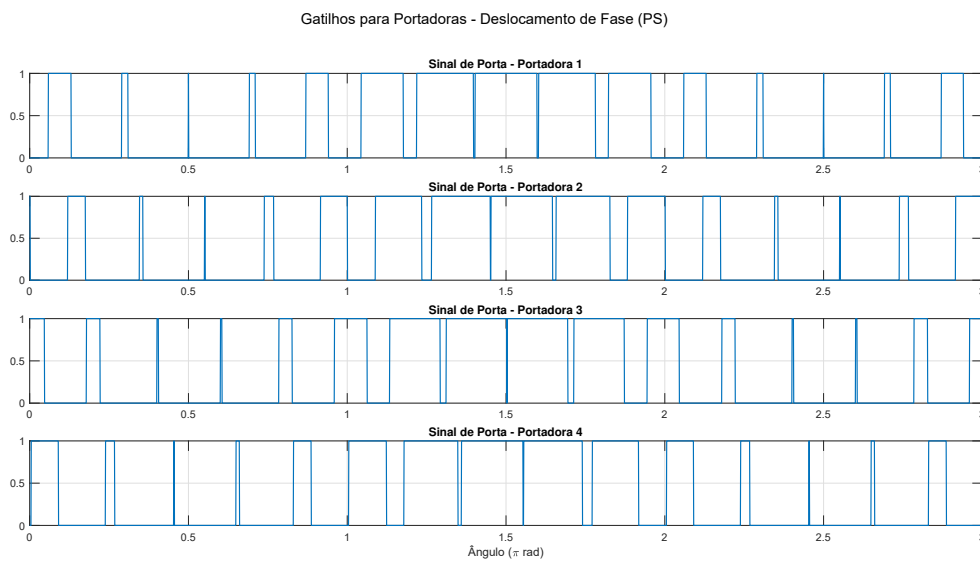 Gatilhos para Portadoras - Deslocamento de Fase (PS)
Sinal de Porta - Portadora 1
1
0.5
0
0 0.5 1 1.5 2 2.5 3
Sinal de Porta - Portadora 2
1
0.5
0
0 0.5 1 1.5 2 2.5
Sinal de Porta - Portadora 3
1
0.5
0
0 0.5 1 1.5 2 2.5
Sinal de Porta - Portadora 4
1
0.5
0
0 0.5 1 1.5 2 2.5
Ângulo (π rad)